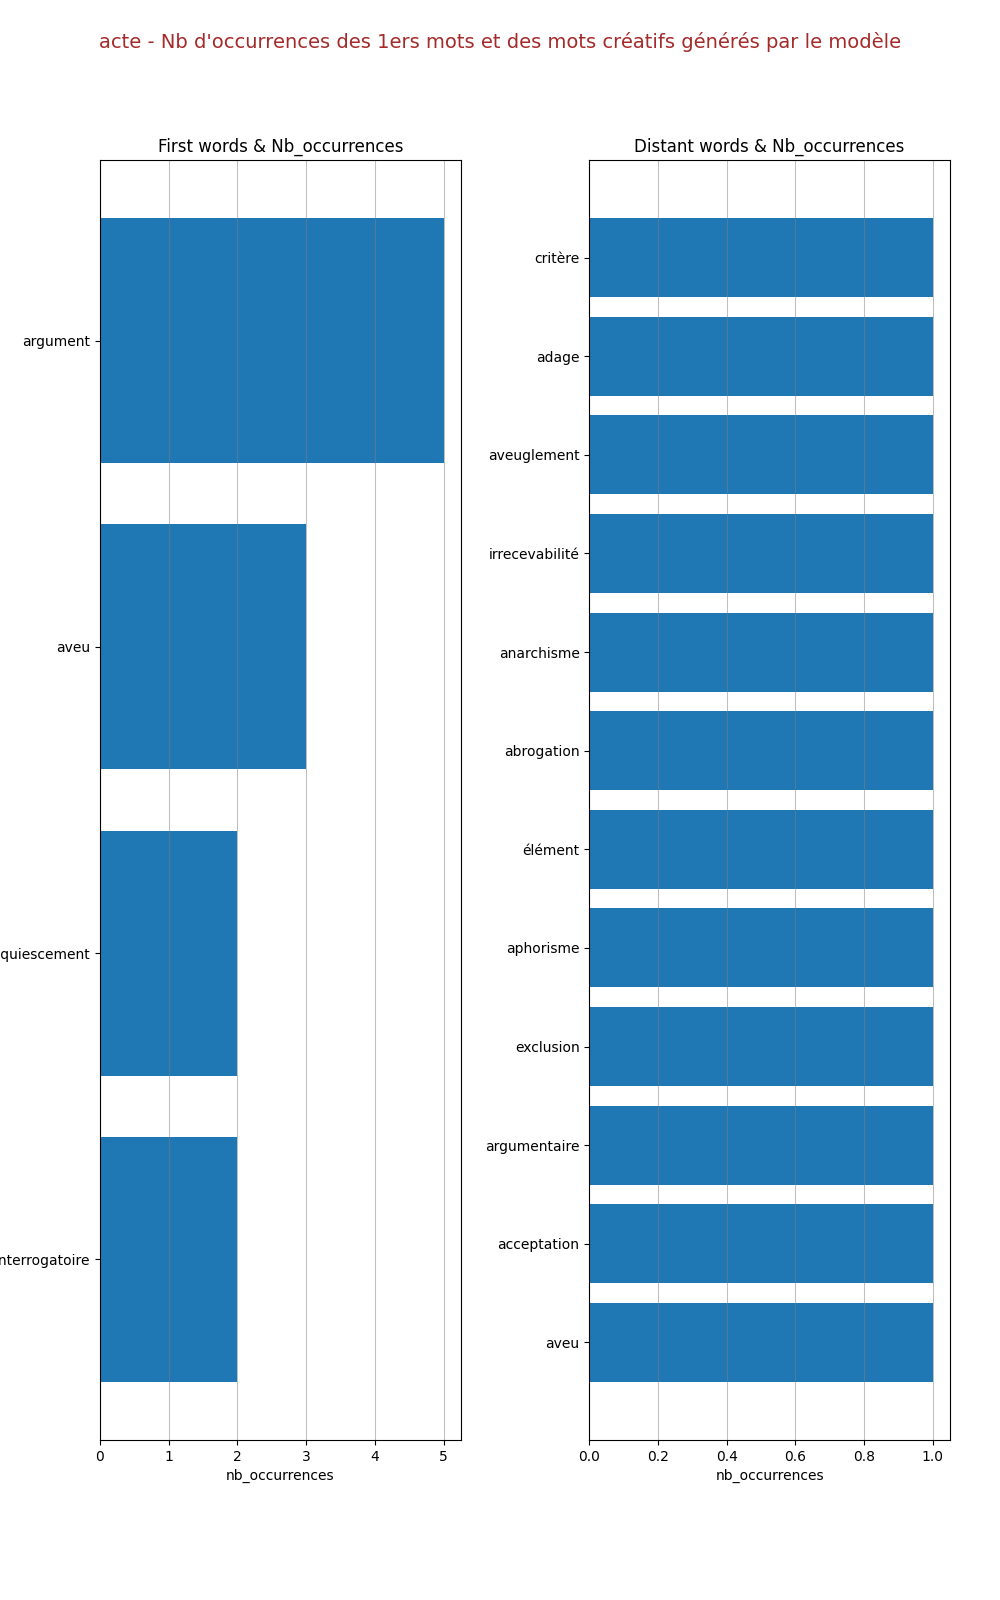 acte - Nb d'occurrences des 1ers mots et des mots créatifs générés par le modèle
First words & Nb_occurrences
argument
aveu
quiescement
nterrogatoire
0 1 2 3 4 5
nb_occurrences
Distant words & Nb_occurrences
critère
adage
aveuglement
irrecevabilité
anarchisme
abrogation
élément
aphorisme
exclusion
argumentaire
acceptation
aveu
0.0 0.2 0.4 0.6 0.8 1.0
nb_occurrences